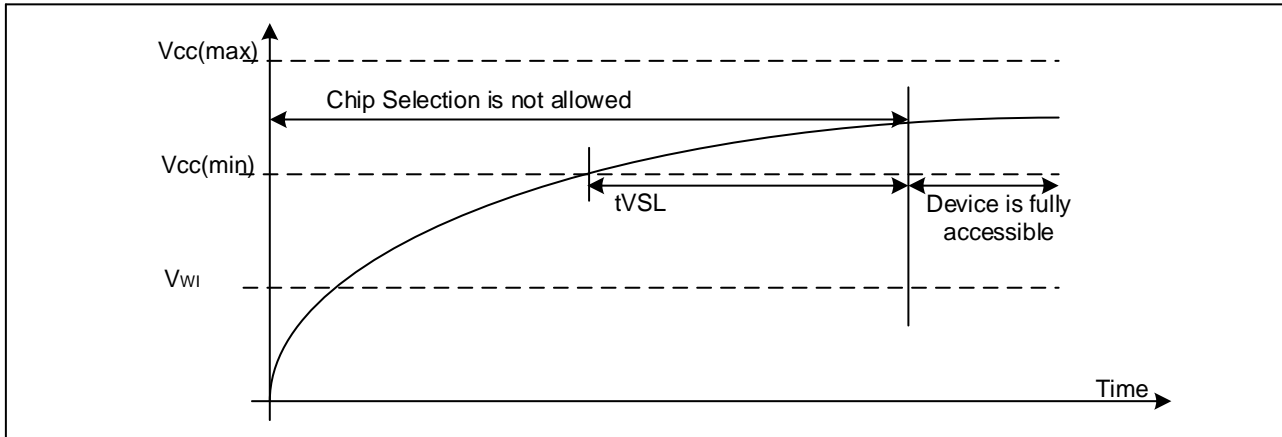 Vcc(max)
Chip Selection is not allowed
Vcc(min)
tVSL
Device is fully
accessible
VWI
Time